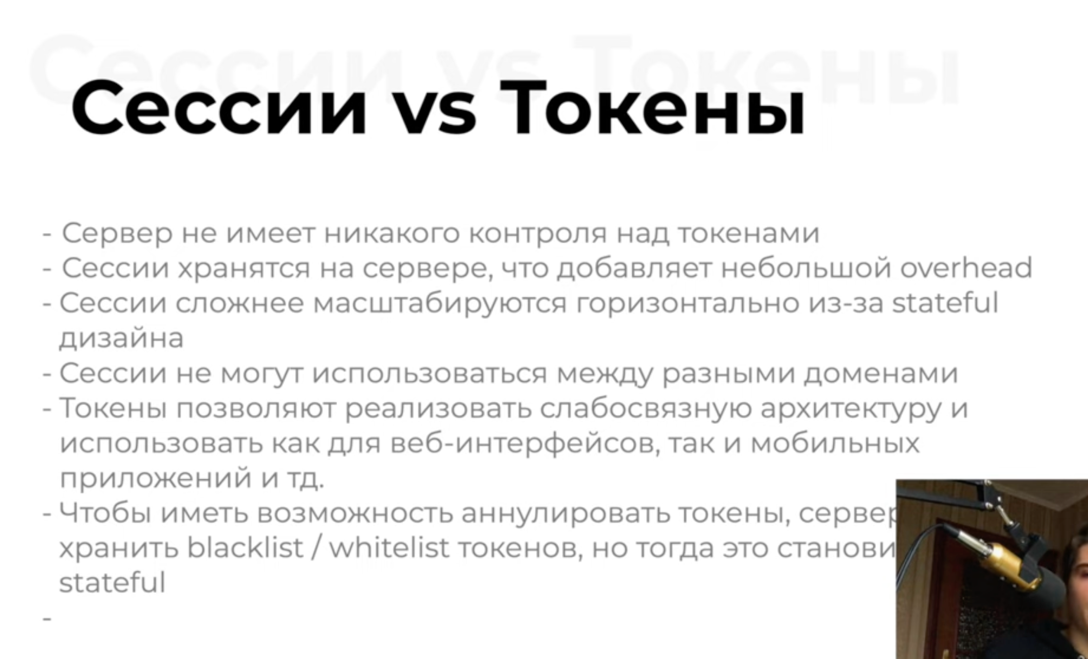 Сессии vs Токены
Сессии vs Токены
- Сервер не имеет никакого контроля над токенами
- Сессии хранятся на сервере, что добавляет небольшой overhead
- Сессии сложнее масштабируются горизонтально из-за stateful
дизайна
- Сессии не могут использоваться между разными доменами
- Токены позволяют реализовать слабосвязную архитектуру и
использовать как для веб-интерфейсов, так и мобильных
приложений и тд.
- Чтобы иметь возможность аннулировать токены, сервер
хранить blacklist / whitelist токенов, но тогда это станови
stateful
-